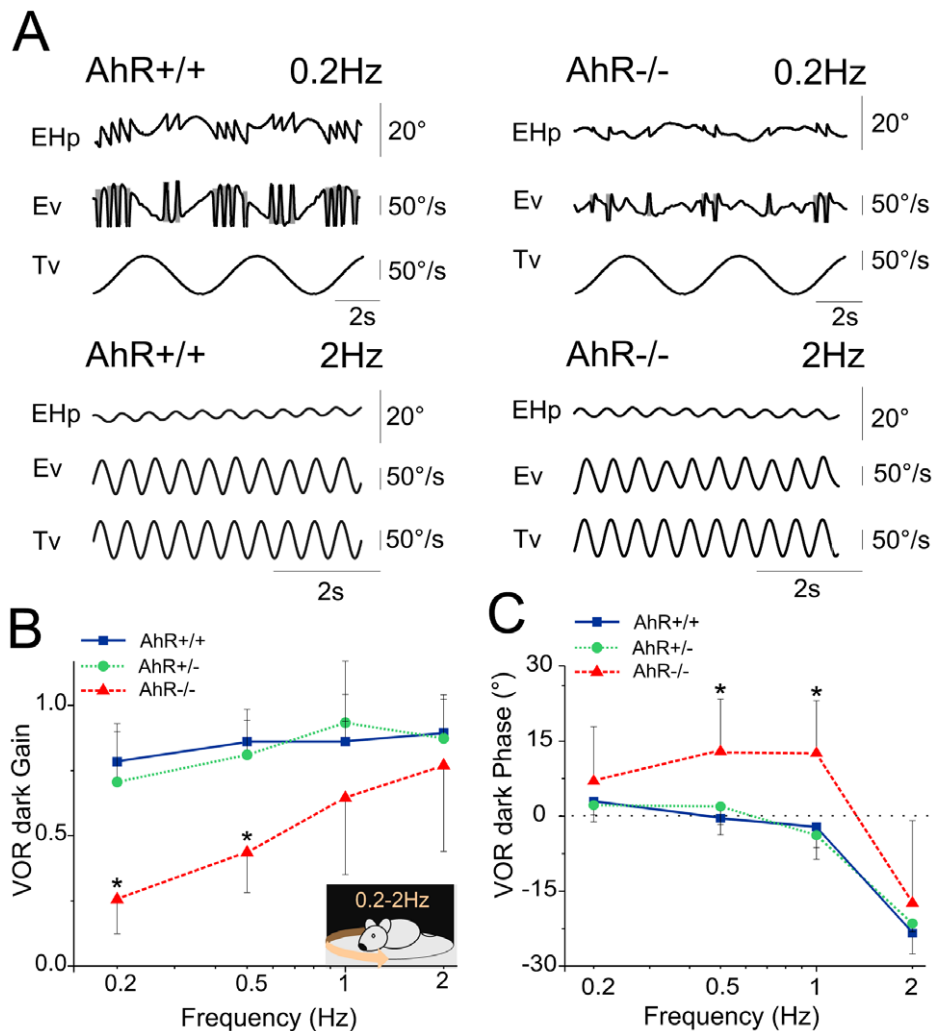 A
AhR+/+ 0.2Hz
EHp 20°
Ev 50°/s
Tv 50°/s
2s
AhR-/- 0.2Hz
EHp 20°
Ev 50°/s
Tv 50°/s
2s
AhR+/+ 2Hz
EHp 20°
Ev 50°/s
Tv 50°/s
2s
AhR-/- 2Hz
EHp 20°
Ev 50°/s
Tv 50°/s
2s
B
AhR+/+
AhR+/-
AhR-/-
VOR dark Gain
1.0
0.5
0.0
* *
0.2-2Hz
0.2 0.5 1 2
Frequency (Hz)
C
AhR+/+
AhR+/-
AhR-/-
VOR dark Phase (°)
30
15
0
-15
-30
* *
0.2 0.5 1 2
Frequency (Hz)